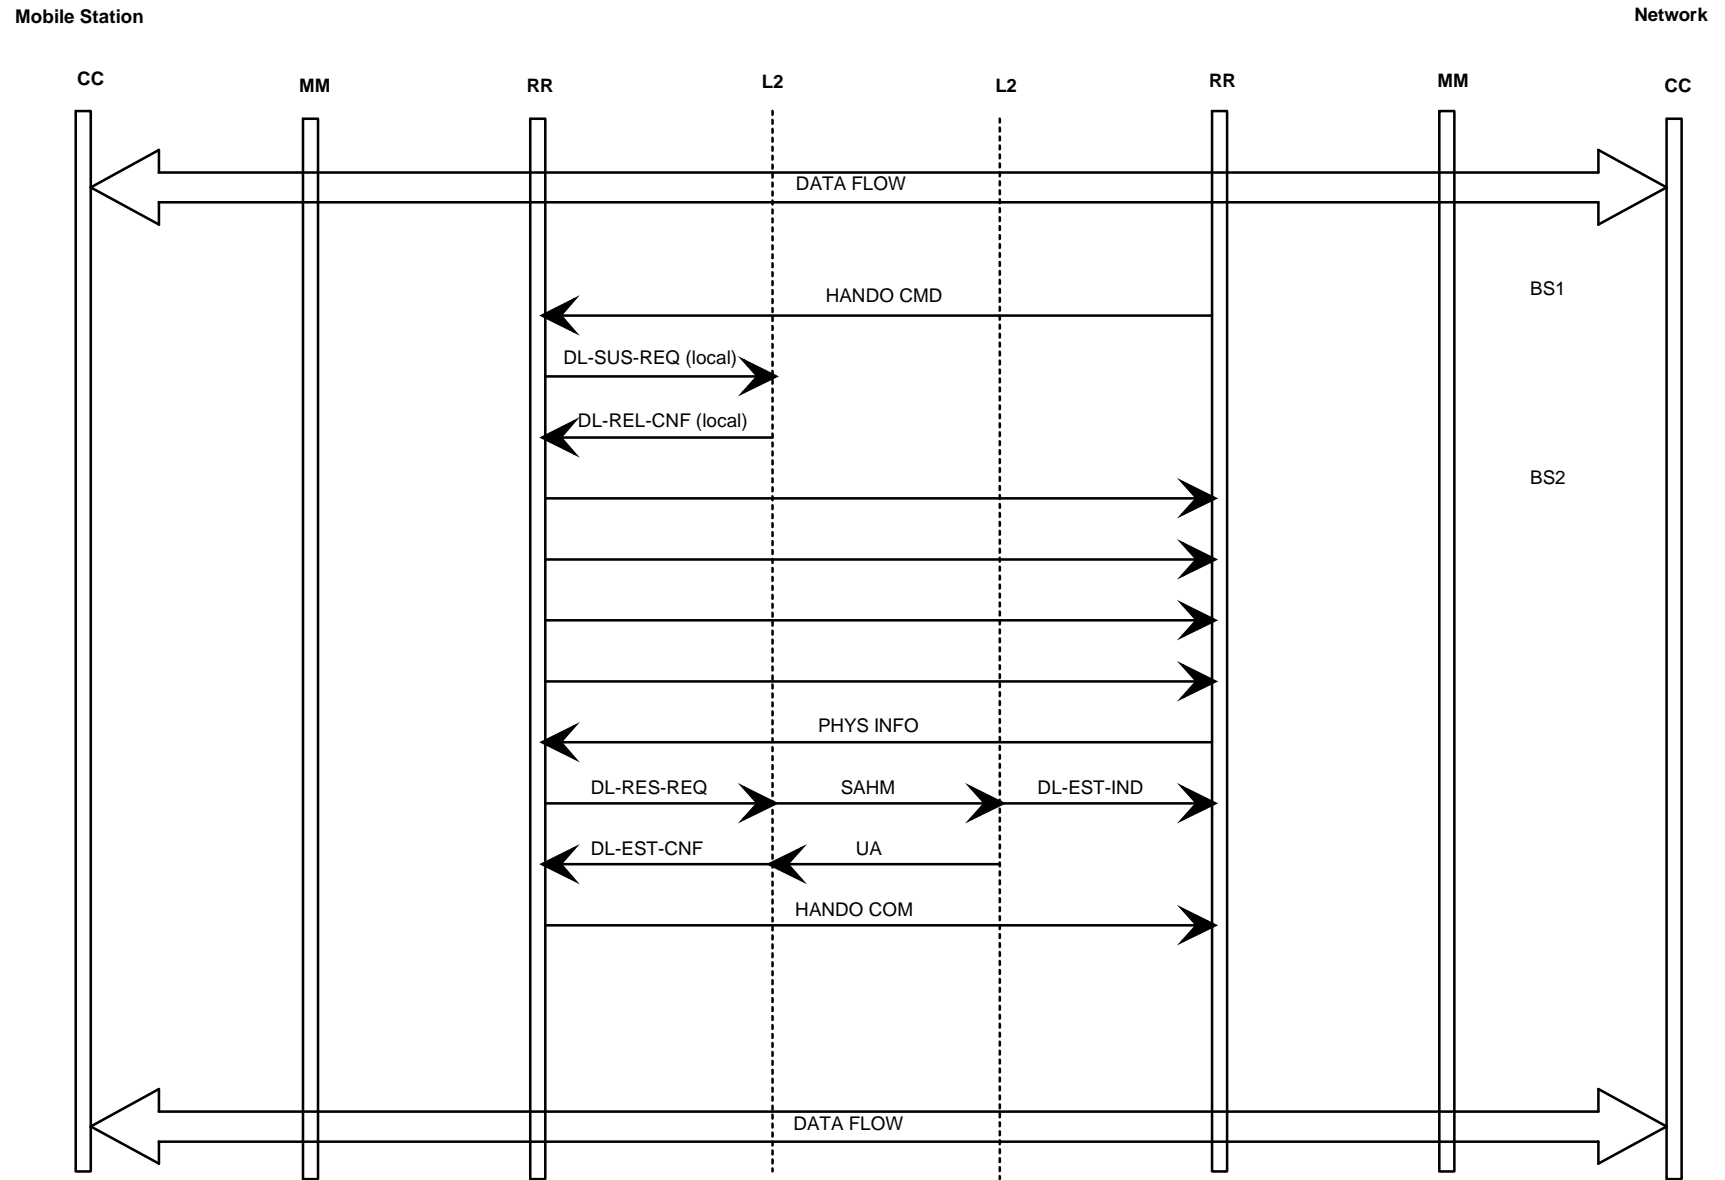 Mobile Station
Network
CC
MM
RR
L2
L2
RR
MM
CC
DATA FLOW
BS1
HANDO CMD
DL-SUS-REQ (local)
DL-REL-CNF (local)
BS2
PHYS INFO
DL-RES-REQ
SAHM
DL-EST-IND
DL-EST-CNF
UA
HANDO COM
DATA FLOW